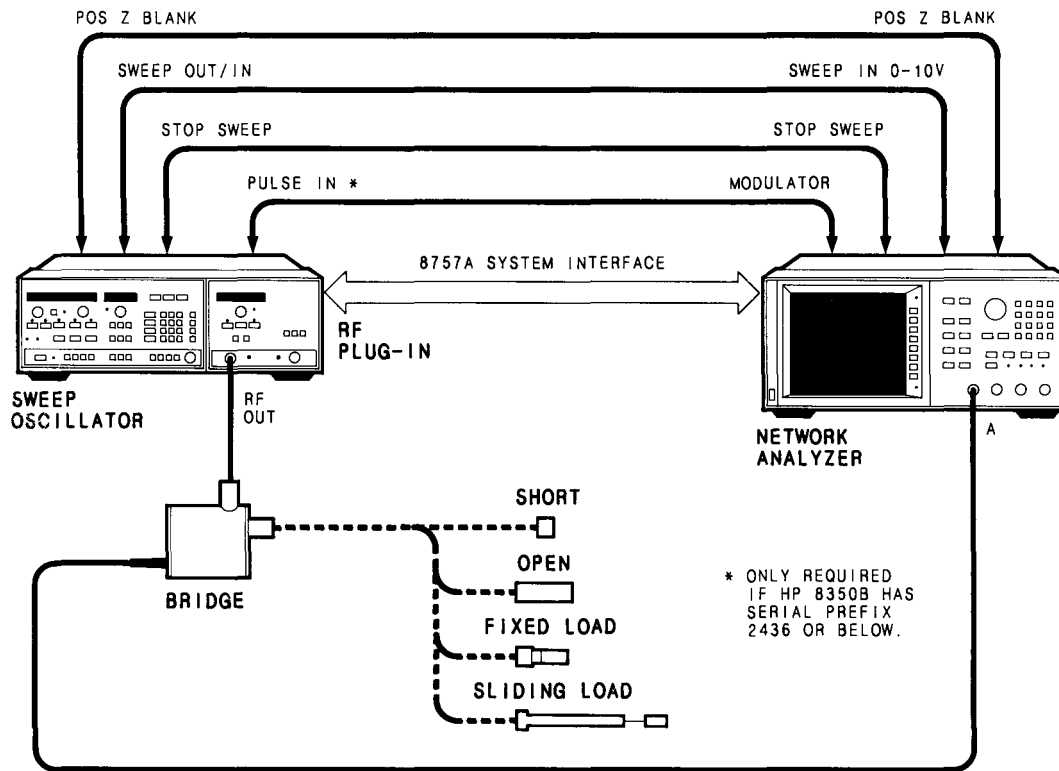 POS Z BLANK
POS Z BLANK
SWEEP OUT/IN
SWEEP IN 0-10V
STOP SWEEP
STOP SWEEP
PULSE IN *
MODULATOR
8757A SYSTEM INTERFACE
RF
PLUG-IN
SWEEP
OSCILLATOR
RF
OUT
A
NETWORK
ANALYZER
SHORT
OPEN
BRIDGE
FIXED LOAD
SLIDING LOAD
* ONLY REQUIRED
IF HP 8350B HAS
SERIAL PREFIX
2436 OR BELOW.